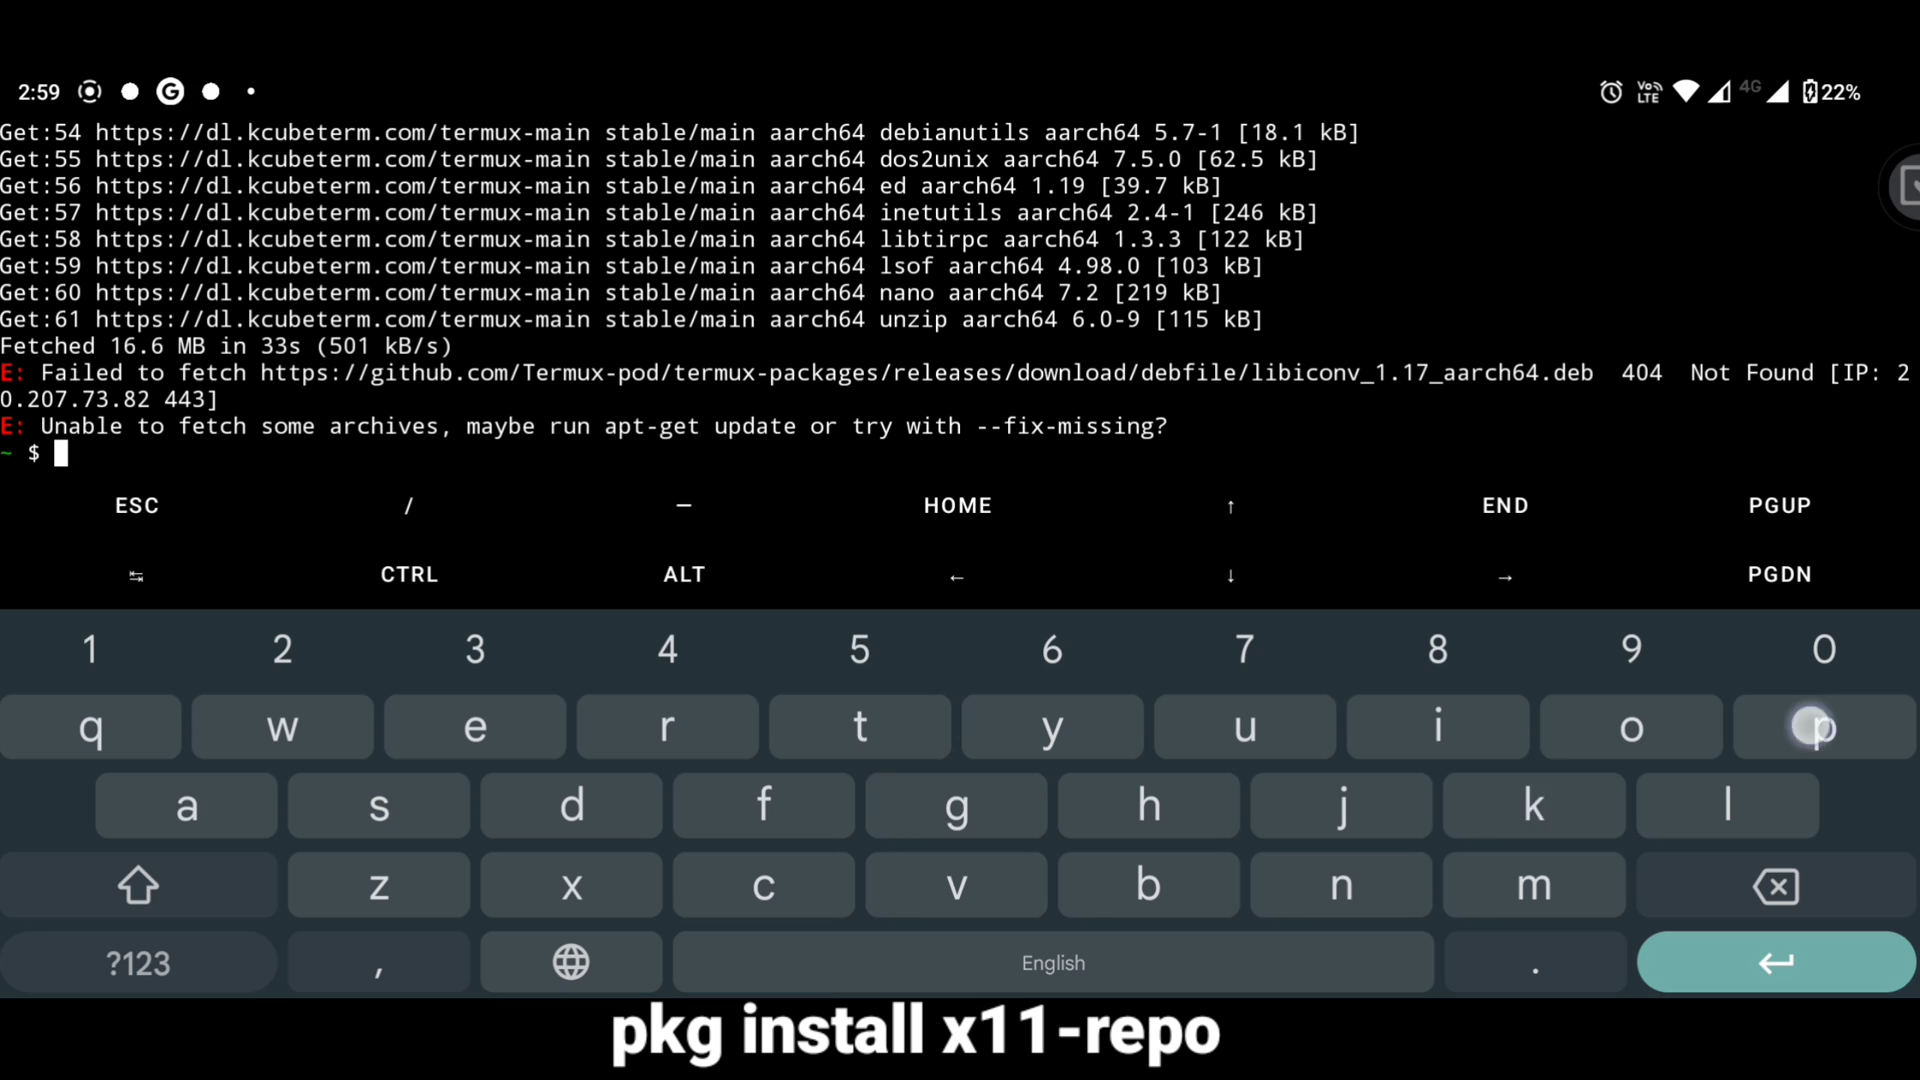 2:59 G VoLTE 4G 22%
Get:54 https://dl.kcubeterm.com/termux-main stable/main aarch64 debianutils aarch64 5.7-1 [18.1 kB]
Get:55 https://dl.kcubeterm.com/termux-main stable/main aarch64 dos2unix aarch64 7.5.0 [62.5 kB]
Get:56 https://dl.kcubeterm.com/termux-main stable/main aarch64 ed aarch64 1.19 [39.7 kB]
Get:57 https://dl.kcubeterm.com/termux-main stable/main aarch64 inetutils aarch64 2.4-1 [246 kB]
Get:58 https://dl.kcubeterm.com/termux-main stable/main aarch64 libtirpc aarch64 1.3.3 [122 kB]
Get:59 https://dl.kcubeterm.com/termux-main stable/main aarch64 lsof aarch64 4.98.0 [103 kB]
Get:60 https://dl.kcubeterm.com/termux-main stable/main aarch64 nano aarch64 7.2 [219 kB]
Get:61 https://dl.kcubeterm.com/termux-main stable/main aarch64 unzip aarch64 6.0-9 [115 kB]
Fetched 16.6 MB in 33s (501 kB/s)
E: Failed to fetch https://github.com/Termux-pod/termux-packages/releases/download/debfile/libiconv_1.17_aarch64.deb  404  Not Found [IP: 2
0.207.73.82 443]
E: Unable to fetch some archives, maybe run apt-get update or try with --fix-missing?
~ $
ESC / — HOME ↑ END PGUP
↹ CTRL ALT ← ↓ → PGDN
1 2 3 4 5 6 7 8 9 0
q w e r t y u i o p
a s d f g h j k l
z x c v b n m
?123 , English .
pkg install x11-repo